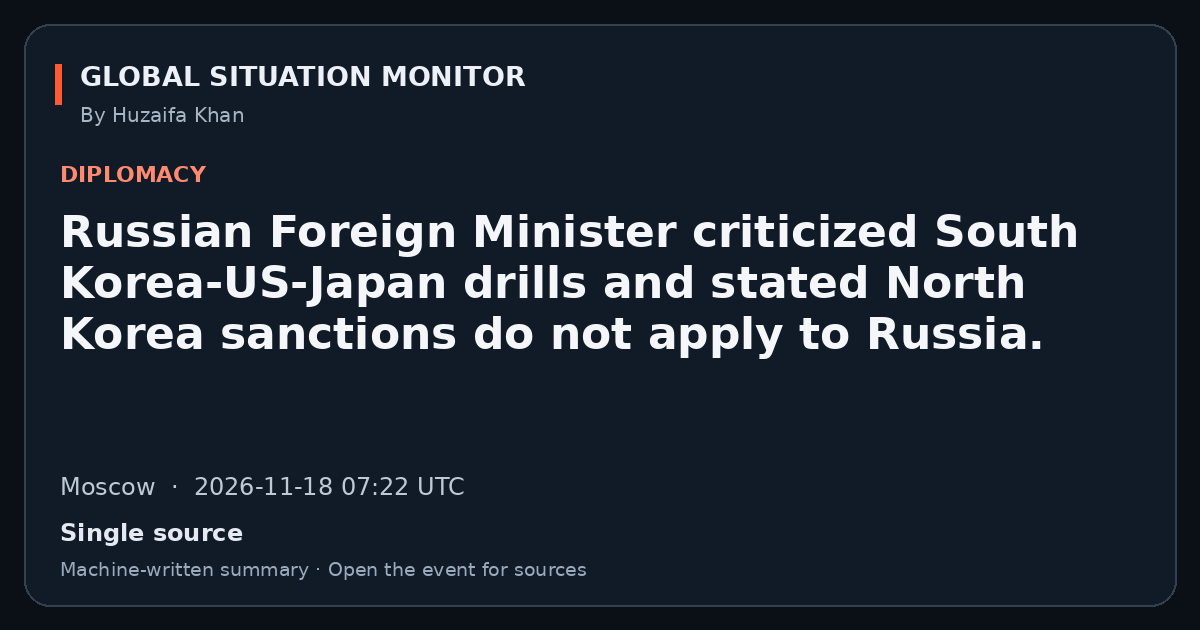 GLOBAL SITUATION MONITOR
By Huzaifa Khan
DIPLOMACY
Russian Foreign Minister criticized South
Korea-US-Japan drills and stated North
Korea sanctions do not apply to Russia.
Moscow · 2026-11-18 07:22 UTC
Single source
Machine-written summary · Open the event for sources